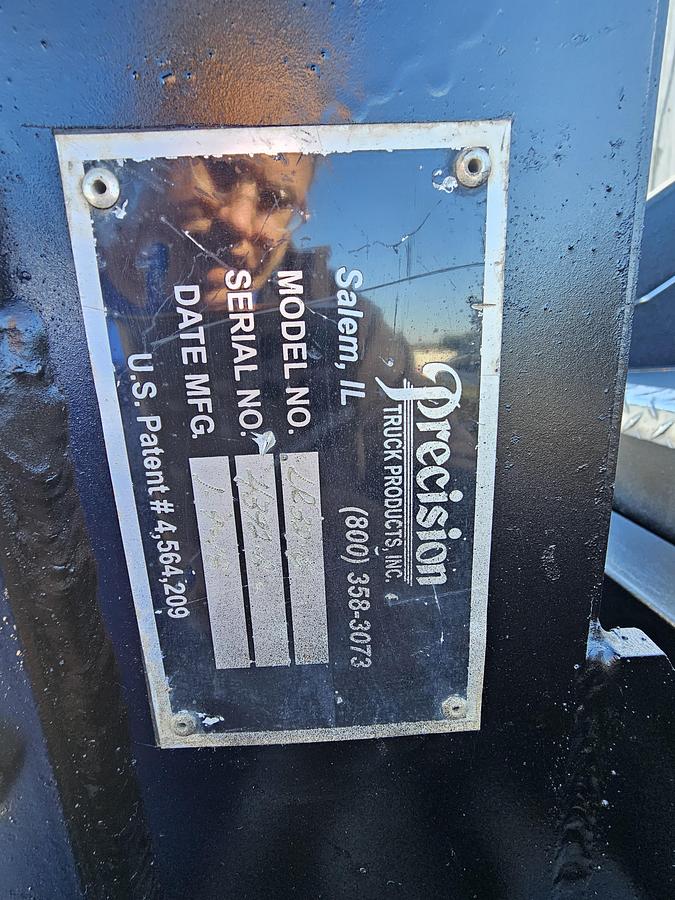 Precision
TRUCK PRODUCTS, INC.
Salem, IL (800) 358-3073
MODEL NO.
SERIAL NO.
DATE MFG.
U.S. Patent # 4,564,209